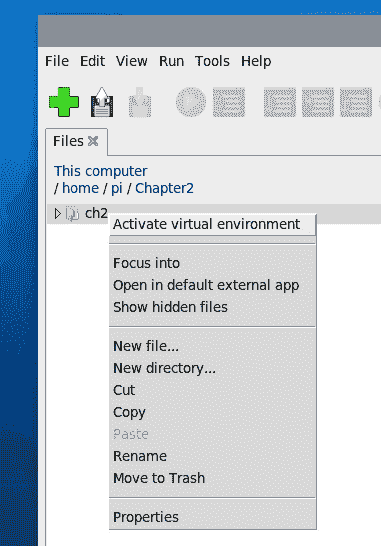 File Edit View Run Tools Help
Files
This computer
/ home / pi / Chapter2
ch2
Activate virtual environment
Focus into
Open in default external app
Show hidden files
New file...
New directory...
Cut
Copy
Paste
Rename
Move to Trash
Properties